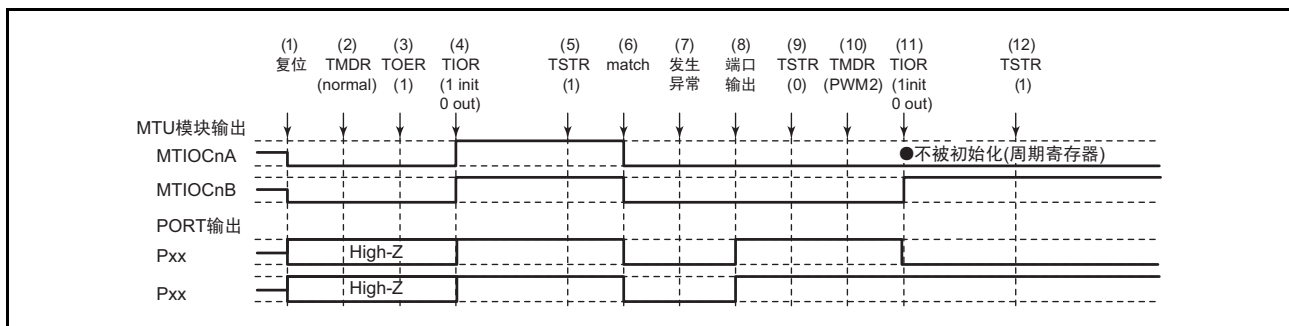 (1) (2) (3) (4) (5) (6) (7) (8) (9) (10) (11) (12)
复位 TMDR TOER TIOR TSTR match 发生 端口 TSTR TMDR TIOR TSTR
(normal) (1) (1 init (1) 异常 输出 (0) (PWM2) (1init (1)
0 out) 0 out)
MTU模块输出
MTIOCnA ●不被初始化(周期寄存器)
MTIOCnB
PORT输出
Pxx High-Z
Pxx High-Z